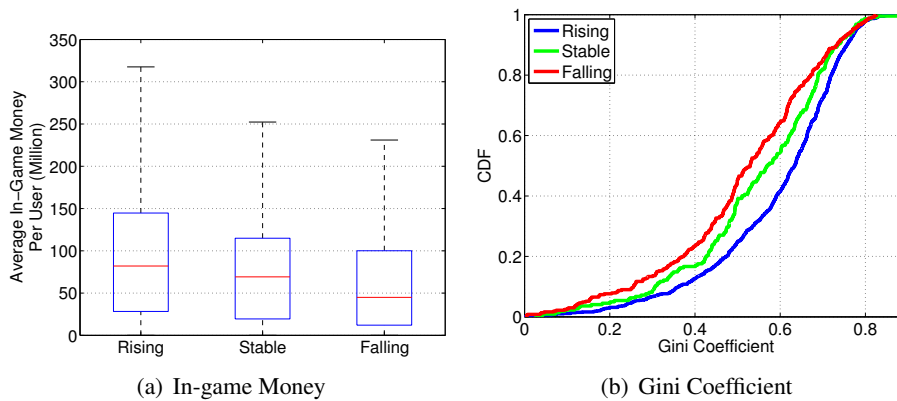 350
300
250
200
150
100
50
0
Average In-Game Money
Per User (Million)
Rising
Stable
Falling
(a) In-game Money
1
0.8
0.6
0.4
0.2
0
CDF
Rising
Stable
Falling
0.2
0.4
0.6
0.8
Gini Coefficient
(b) Gini Coefficient